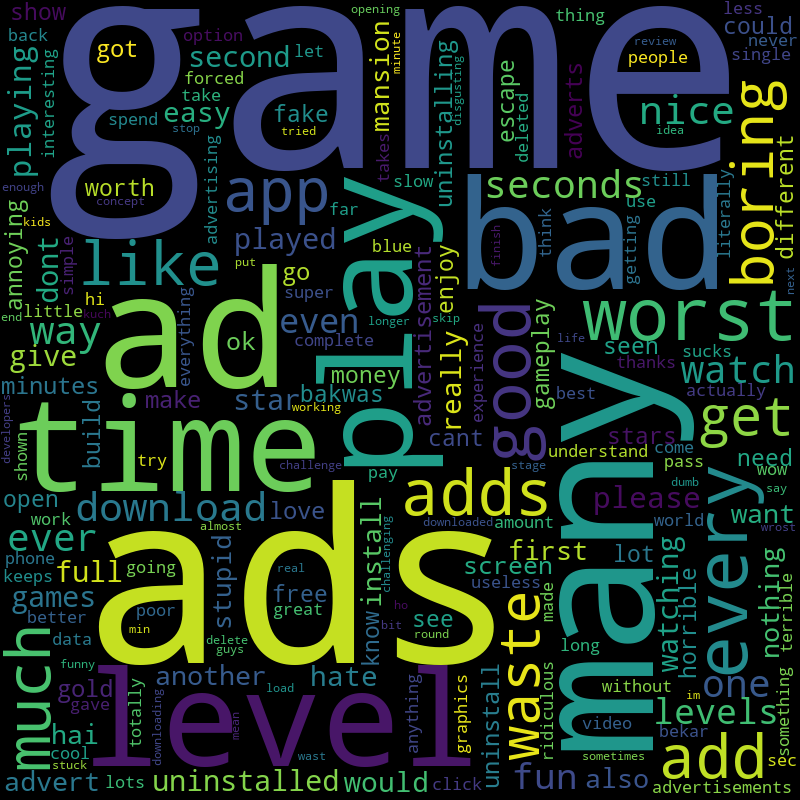 game
show
opening
less
option
thing
could
back
got
second
let
minute
mansion
review
people
never
single
interesting
playing
forced
take
easy
fake
tried
spend
stop
uninstalling
disgusting
escape
deleted
adverts
nice
idea
boring
different
enough
worth
concept
kids
advertising
app
far
slow
takes
seconds
bad
still
use
think
getting
literally
annoying
simple
dont
like
played
blue
play
advertisement
enjoy
really
good
experience
finish
next
end
hi
kuch
little
everything
go
super
put
longer
skip
gameplay
worst
life
way
ad
ok
even
complete
seen
sucks
watch
give
money
thanks
actually
minutes
make
star
bakwas
best
developers
shown
build
time
working
cant
stars
get
understand
come
pass
wow
try
challenge
pay
many
stage
dumb
say
need
open
download
love
adds
please
every
want
work
almost
downloaded
amount
world
wrost
ever
phone
keeps
full
ads
going
real
challenging
install
screen
first
lot
watching
horrible
nothing
terrible
games
better
stupid
free
great
useless
made
data
poor
min
delete
guys
know
ho
bit
see
round
waste
long
much
funny
level
another
hate
anything
graphics
uninstall
ridiculous
without
im
one
something
gold
gave
totally
downloading
load
mean
hai
cool
stuck
wast
video
levels
bekar
sometimes
add
sec
advert
lots
uninstalled
would
click
fun
also
advertisements